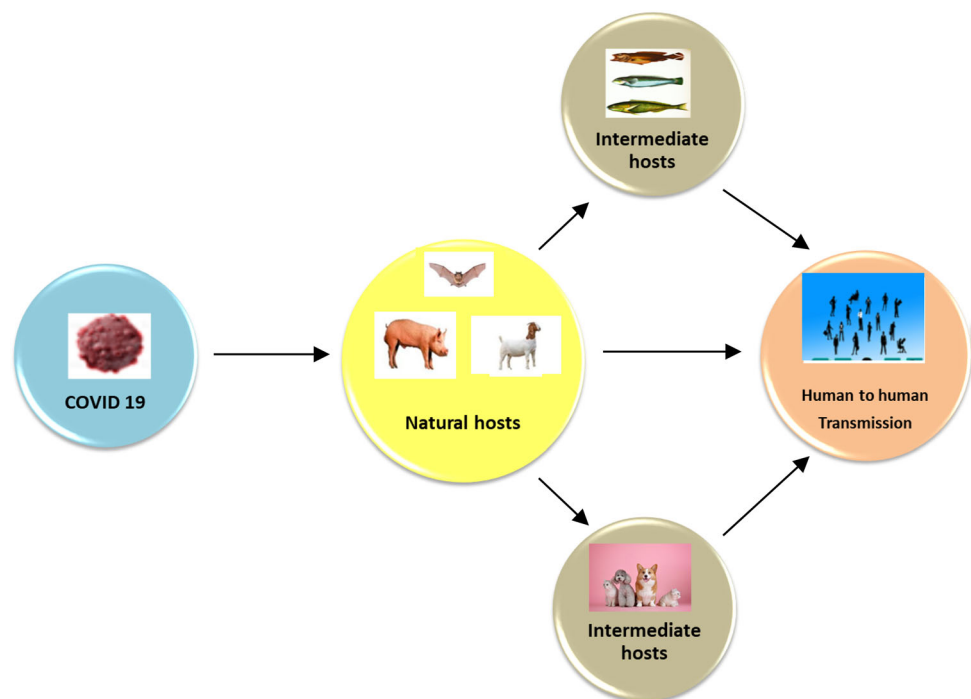 Intermediate
hosts
COVID 19
Natural hosts
Human to human
Transmission
Intermediate
hosts